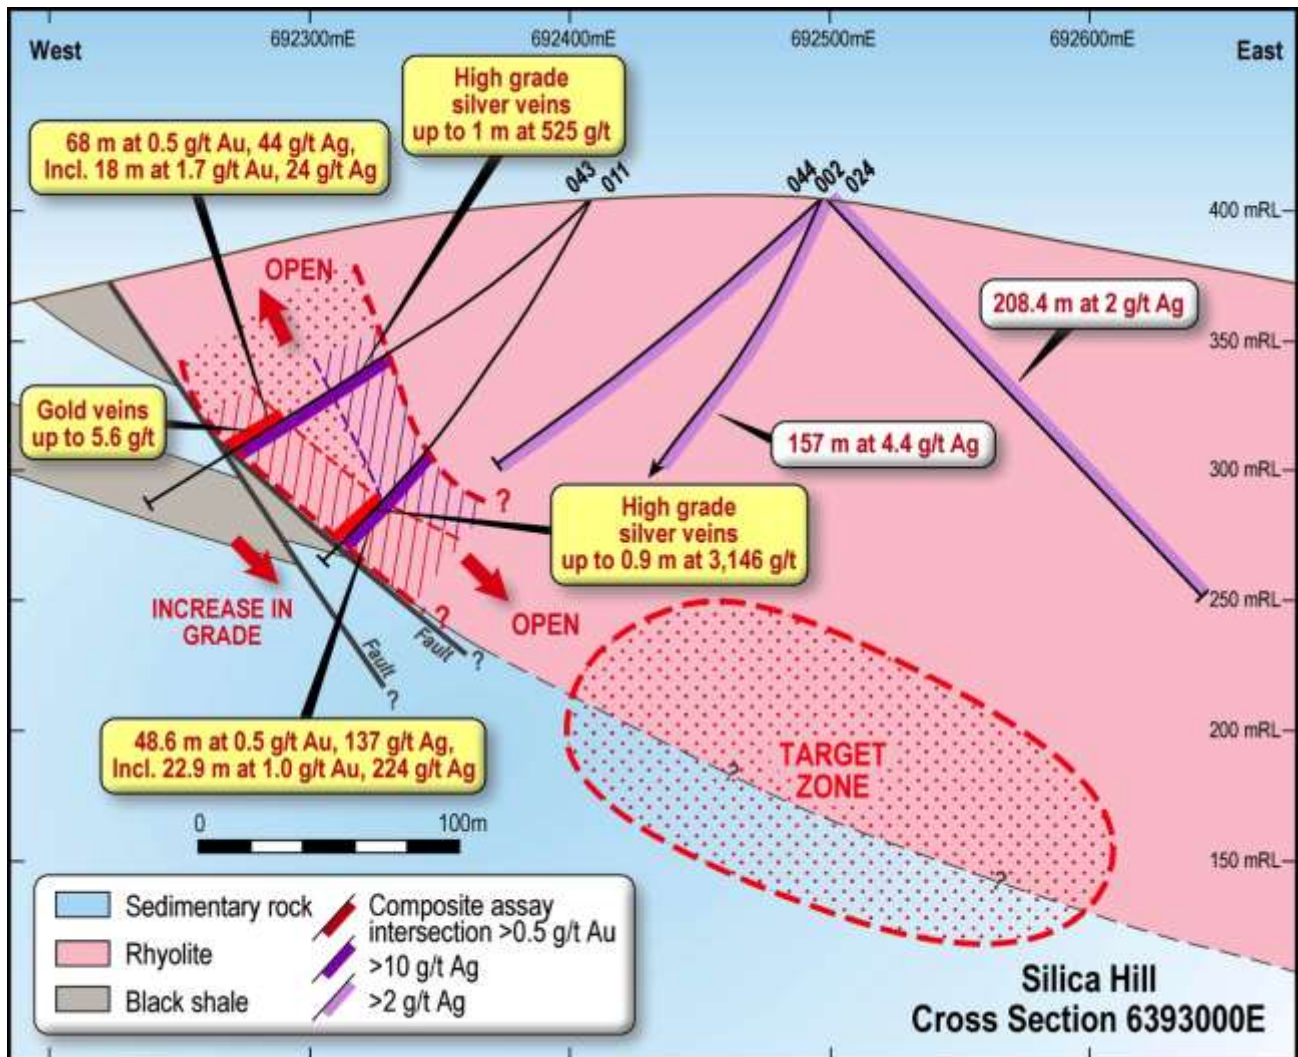 692300mE
692400mE
692500mE
692600mE
West
East
High grade
silver veins
up to 1 m at 525 g/t
68 m at 0.5 g/t Au, 44 g/t Ag,
Incl. 18 m at 1.7 g/t Au, 24 g/t Ag
043
011
044
002
024
400 mRL
OPEN
208.4 m at 2 g/t Ag
350 mRL
Gold veins
up to 5.6 g/t
157 m at 4.4 g/t Ag
300 mRL
?
High grade
silver veins
up to 0.9 m at 3,146 g/t
INCREASE IN
GRADE
?
OPEN
250 mRL
Fault
?
Fault
?
48.6 m at 0.5 g/t Au, 137 g/t Ag,
Incl. 22.9 m at 1.0 g/t Au, 224 g/t Ag
200 mRL
TARGET
ZONE
?
?
150 mRL
0
100m
Sedimentary rock
Rhyolite
Black shale
Composite assay
intersection >0.5 g/t Au
>10 g/t Ag
>2 g/t Ag
Silica Hill
Cross Section 6393000E